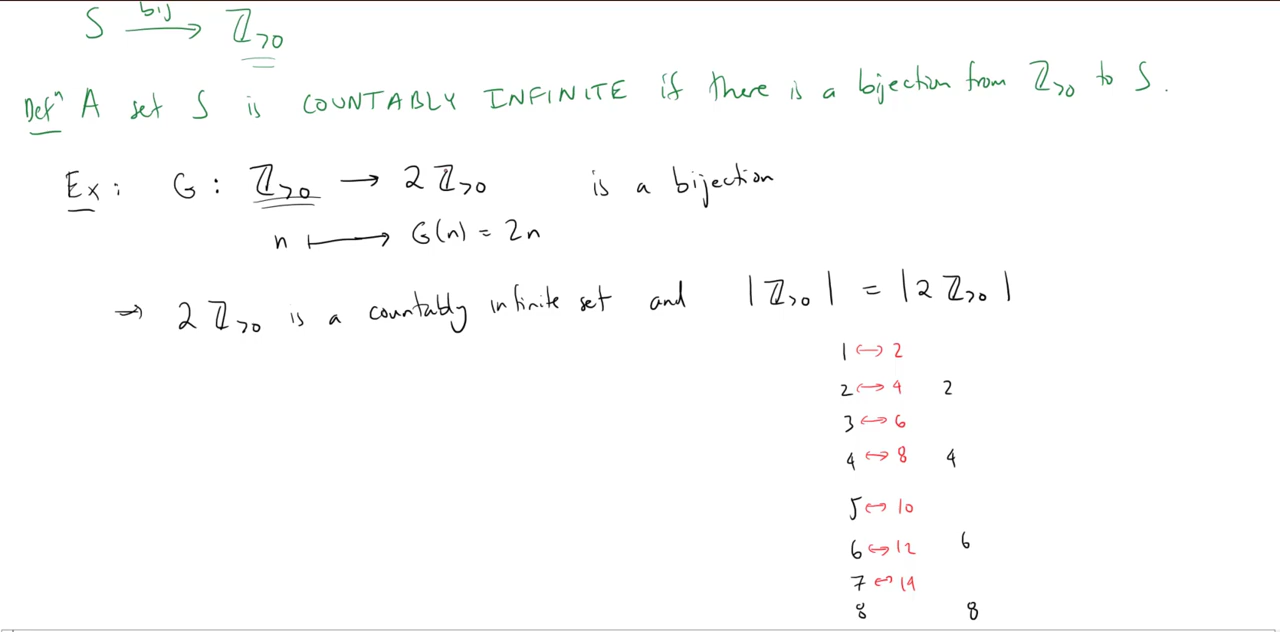 S bij→ ℤ>0
Defⁿ A set S is COUNTABLY INFINITE if there is a bijection from ℤ>0 to S.
Ex: G: ℤ>0 → 2ℤ>0 is a bijection
n ↦ G(n) = 2n
⇒ 2ℤ>0 is a countably infinite set and |ℤ>0| = |2ℤ>0|
1 ↔ 2
2 ↔ 4 2
3 ↔ 6
4 ↔ 8 4
5 ↔ 10
6 ↔ 12 6
7 ↔ 14
8 8